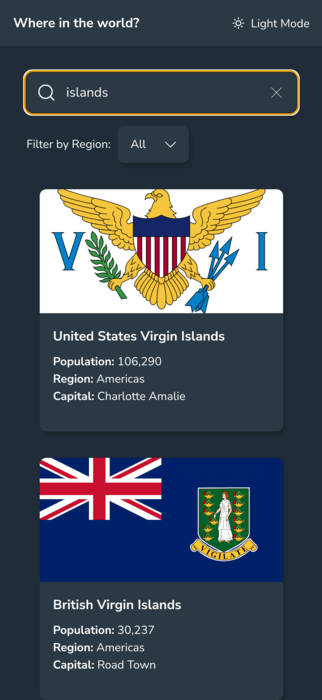 Where in the world?
Light Mode
islands
Filter by Region:
All
V I
United States Virgin Islands
Population: 106,290
Region: Americas
Capital: Charlotte Amalie
VIGILATE
British Virgin Islands
Population: 30,237
Region: Americas
Capital: Road Town